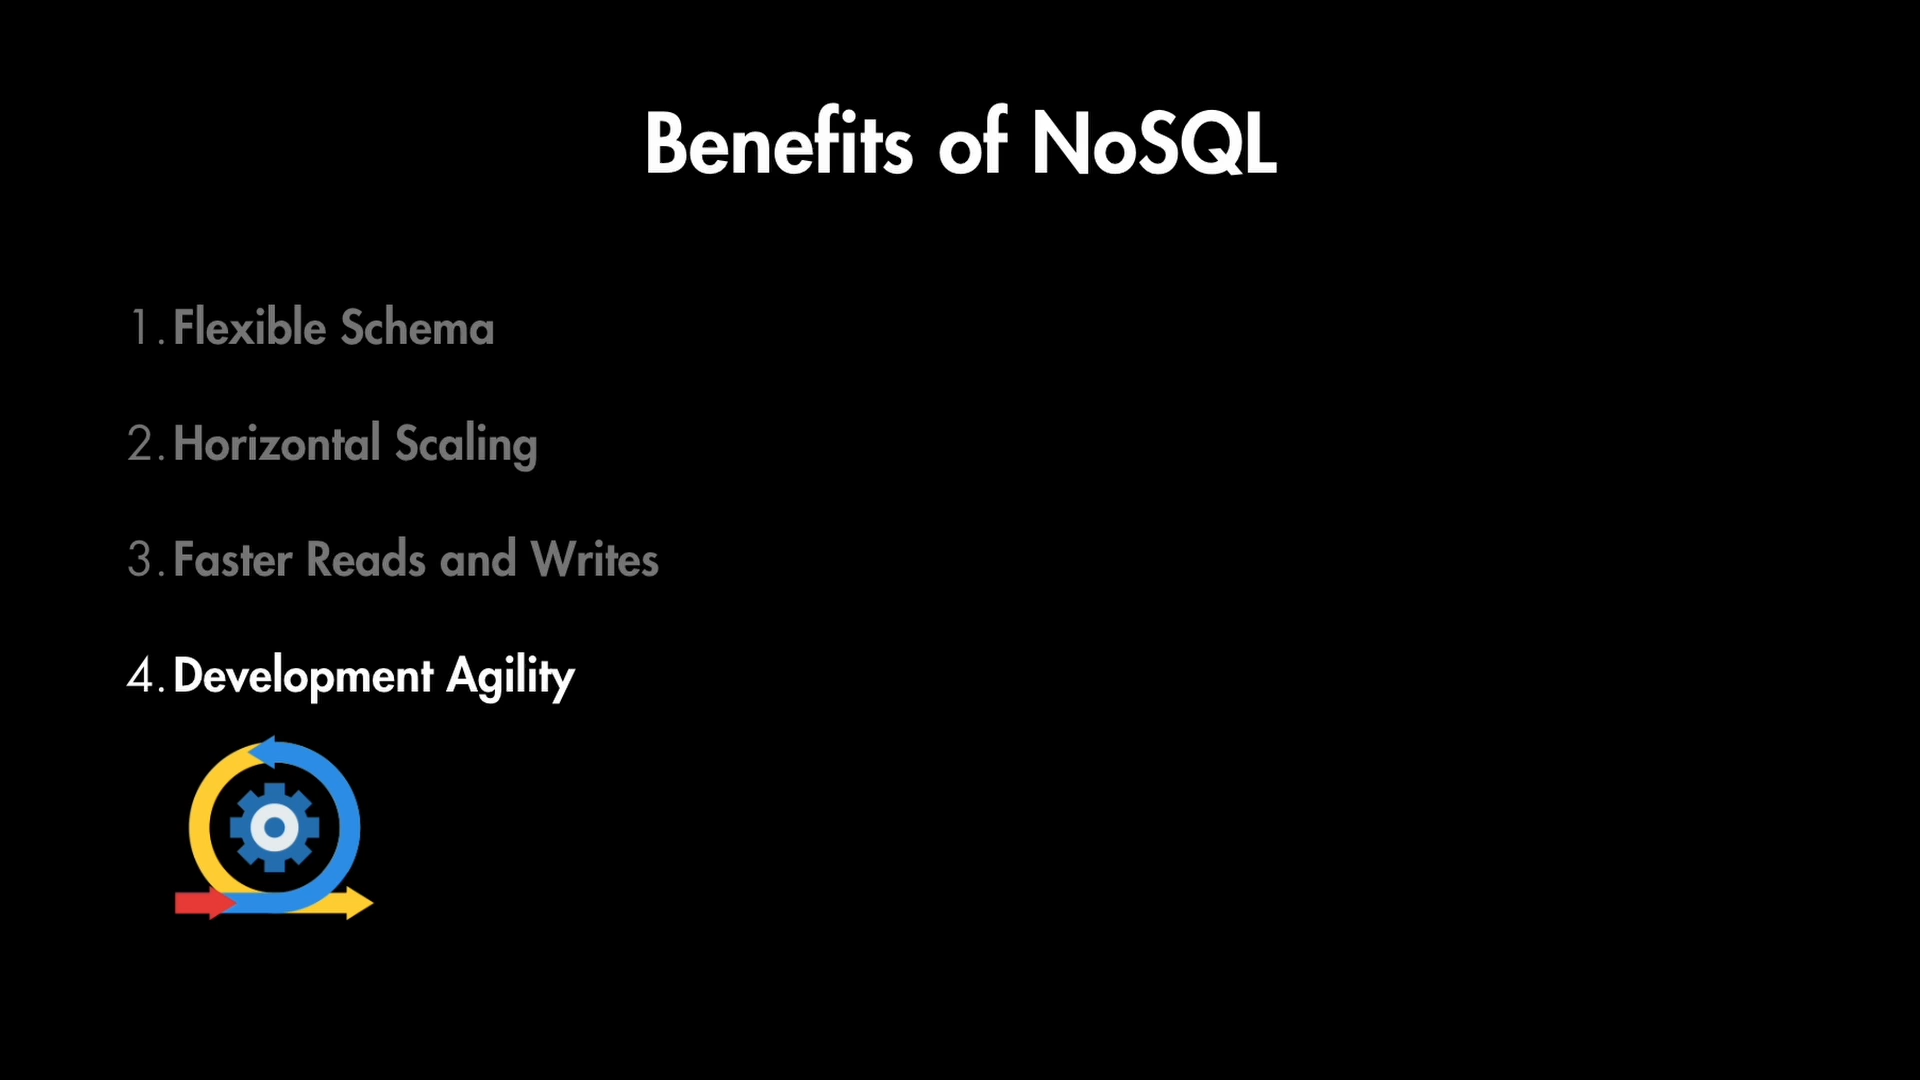 Benefits of NoSQL
1. Flexible Schema
2. Horizontal Scaling
3. Faster Reads and Writes
4. Development Agility